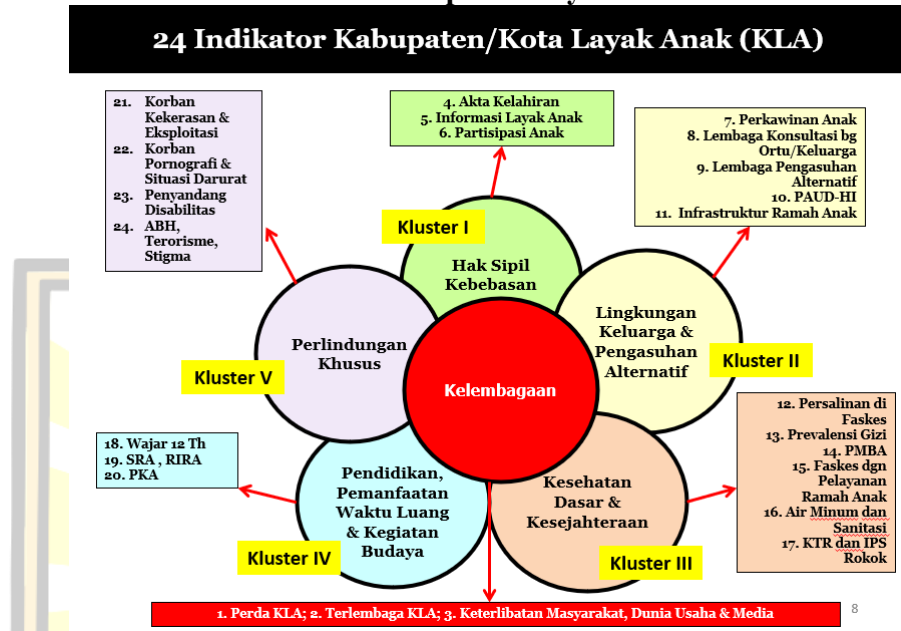 24 Indikator Kabupaten/Kota Layak Anak (KLA)
21. Korban
Kekerasan &
Eksploitasi
22. Korban
Pornografi &
Situasi Darurat
23. Penyandang
Disabilitas
24. ABH,
Terorisme,
Stigma
4. Akta Kelahiran
5. Informasi Layak Anak
6. Partisipasi Anak
7. Perkawinan Anak
8. Lembaga Konsultasi bg
Ortu/Keluarga
9. Lembaga Pengasuhan
Alternatif
10. PAUD-HI
11. Infrastruktur Ramah Anak
Kluster I
Hak Sipil
Kebebasan
Lingkungan
Keluarga &
Pengasuhan
Alternatif
Kluster II
Perlindungan
Khusus
Kluster V
Kelembagaan
12. Persalinan di
Faskes
13. Prevalensi Gizi
14. PMBA
15. Faskes dgn
Pelayanan
Ramah Anak
16. Air Minum dan
Sanitasi
17. KTR dan IPS
Rokok
18. Wajar 12 Th
19. SRA , RIRA
20. PKA
Pendidikan,
Pemanfaatan
Waktu Luang
& Kegiatan
Budaya
Kluster IV
Kesehatan
Dasar &
Kesejahteraan
Kluster III
1. Perda KLA; 2. Terlembaga KLA; 3. Keterlibatan Masyarakat, Dunia Usaha & Media
8